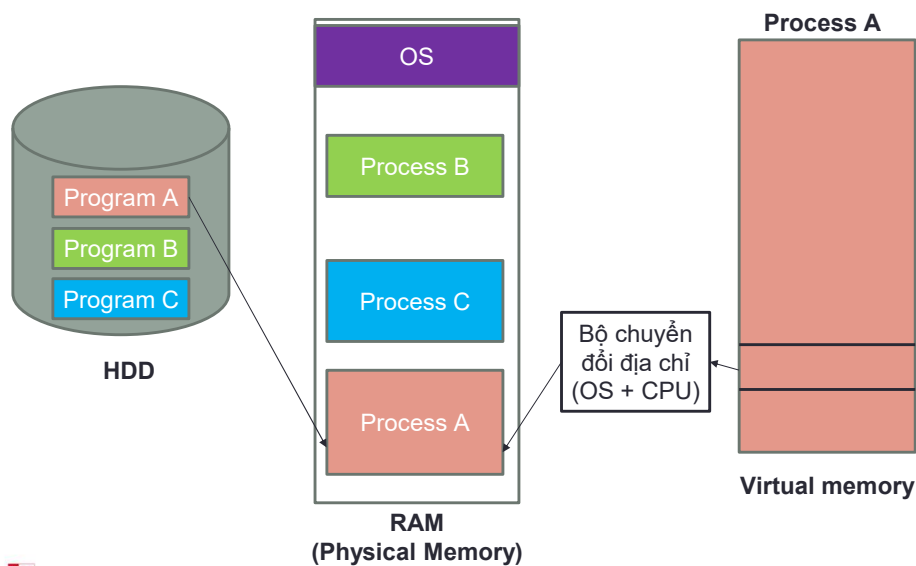 Process A
OS
Process B
Program A
Program B
Program C
Process C
Bộ chuyển
đổi địa chỉ
(OS + CPU)
HDD
Process A
Virtual memory
RAM
(Physical Memory)